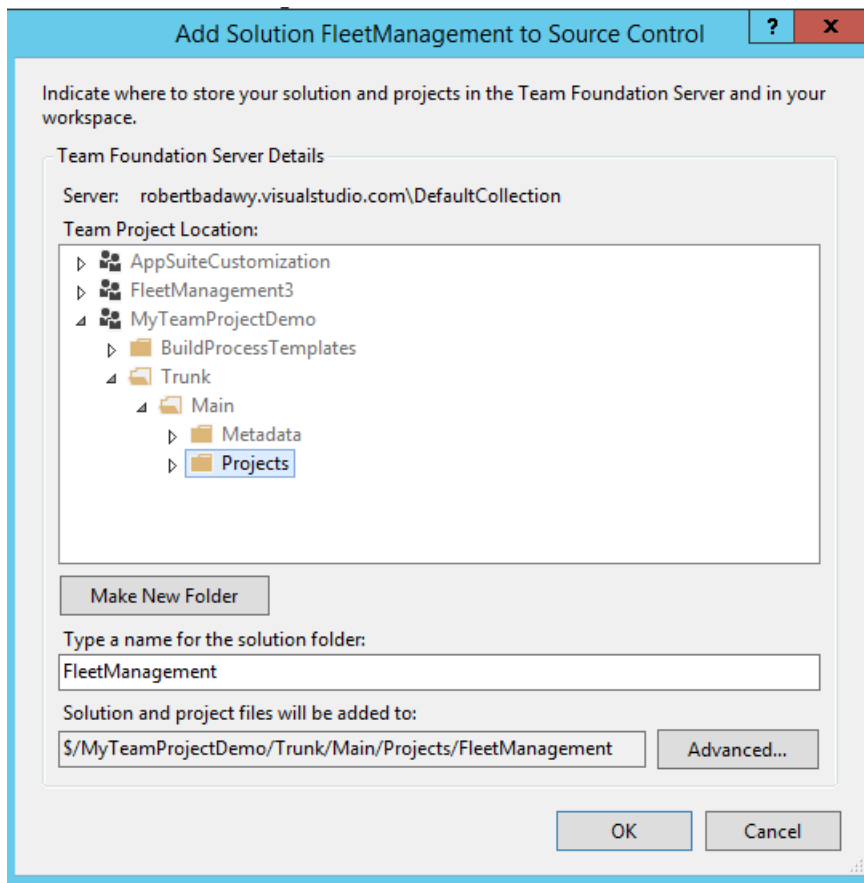 Add Solution FleetManagement to Source Control
? x
Indicate where to store your solution and projects in the Team Foundation Server and in your
workspace.
Team Foundation Server Details
Server: robertbadawy.visualstudio.com\DefaultCollection
Team Project Location:
AppSuiteCustomization
FleetManagement3
MyTeamProjectDemo
BuildProcessTemplates
Trunk
Main
Metadata
Projects
Make New Folder
Type a name for the solution folder:
FleetManagement
Solution and project files will be added to:
$/MyTeamProjectDemo/Trunk/Main/Projects/FleetManagement
Advanced...
OK
Cancel